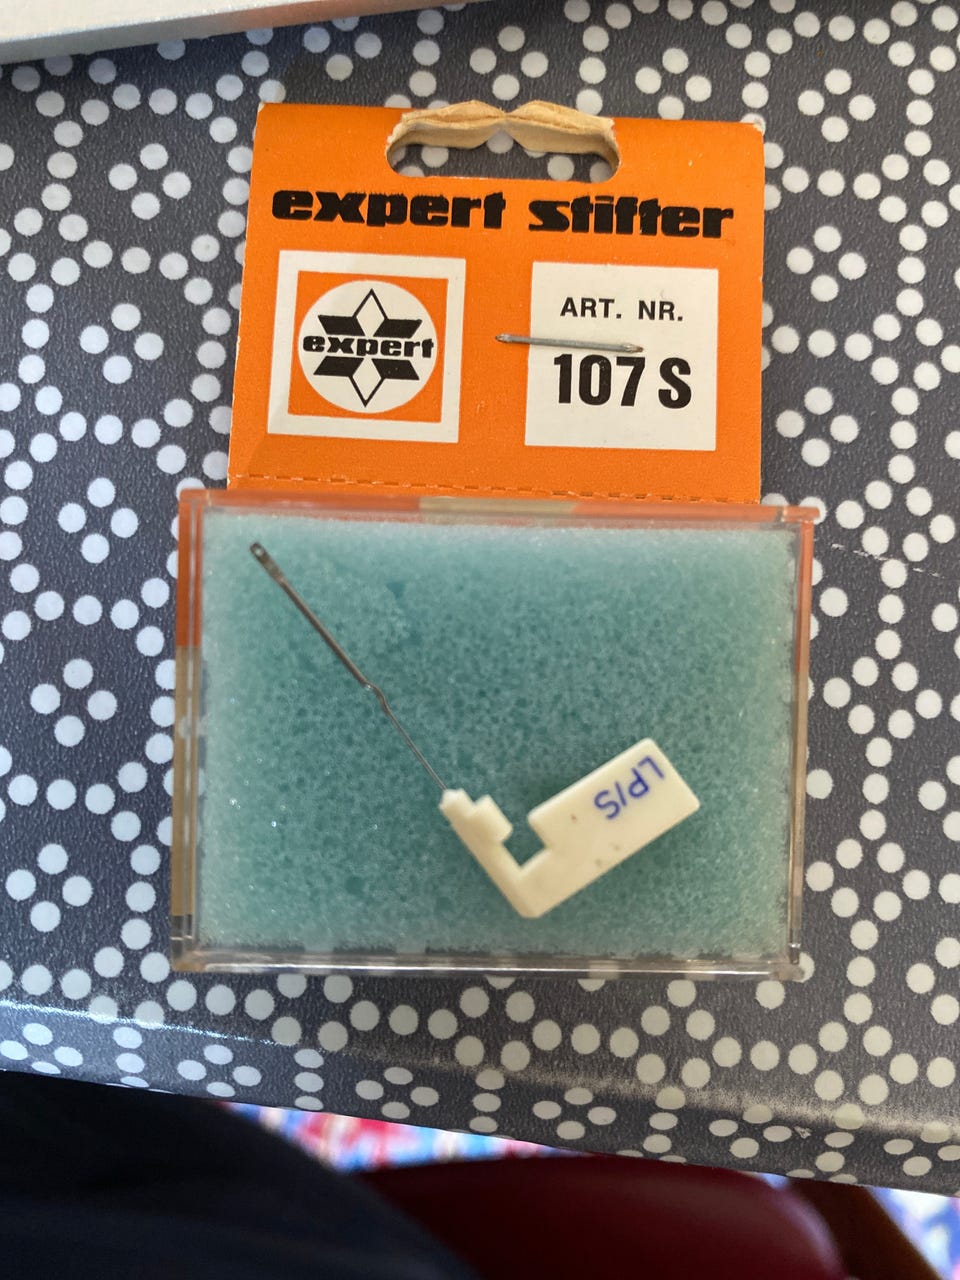 expert stifter
expert
ART. NR.
107 S
LP/S